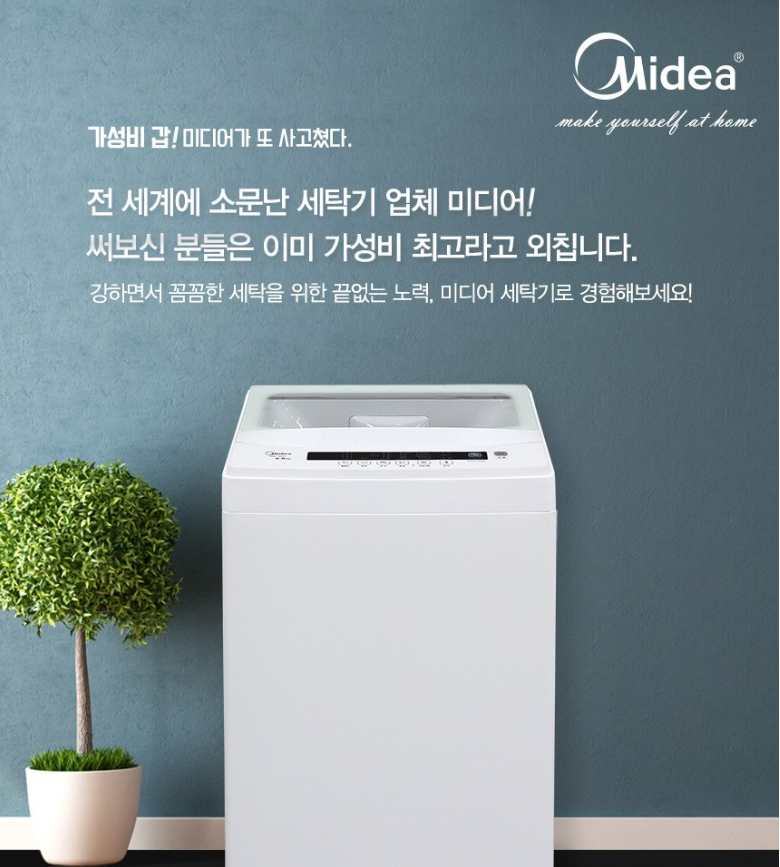 Midea®
make yourself at home
가성비 갑! 미디어가 또 사고쳤다.
전 세계에 소문난 세탁기 업체 미디어!
써보신 분들은 이미 가성비 최고라고 외칩니다.
강하면서 꼼꼼한 세탁을 위한 끝없는 노력, 미디어 세탁기로 경험해보세요!
Midea